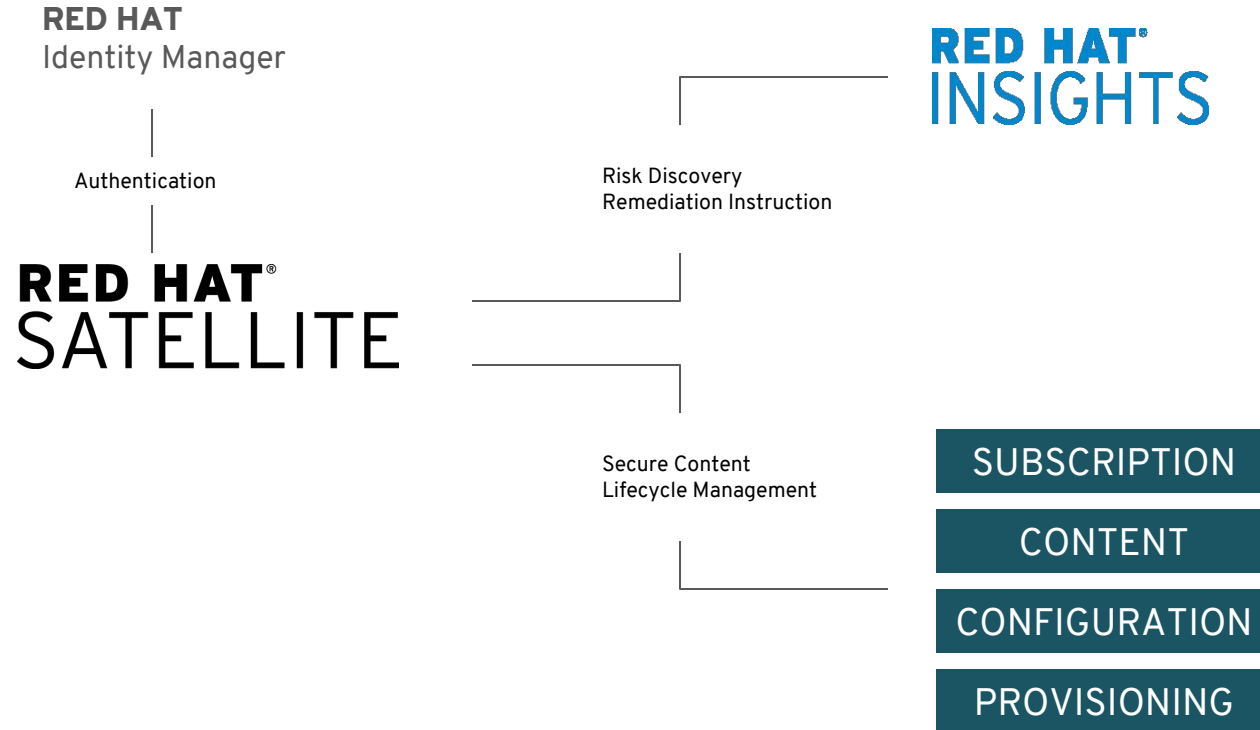 RED HAT
Identity Manager
Authentication
RED HAT®
SATELLITE
RED HAT®
INSIGHTS
Risk Discovery
Remediation Instruction
Secure Content
Lifecycle Management
SUBSCRIPTION
CONTENT
CONFIGURATION
PROVISIONING